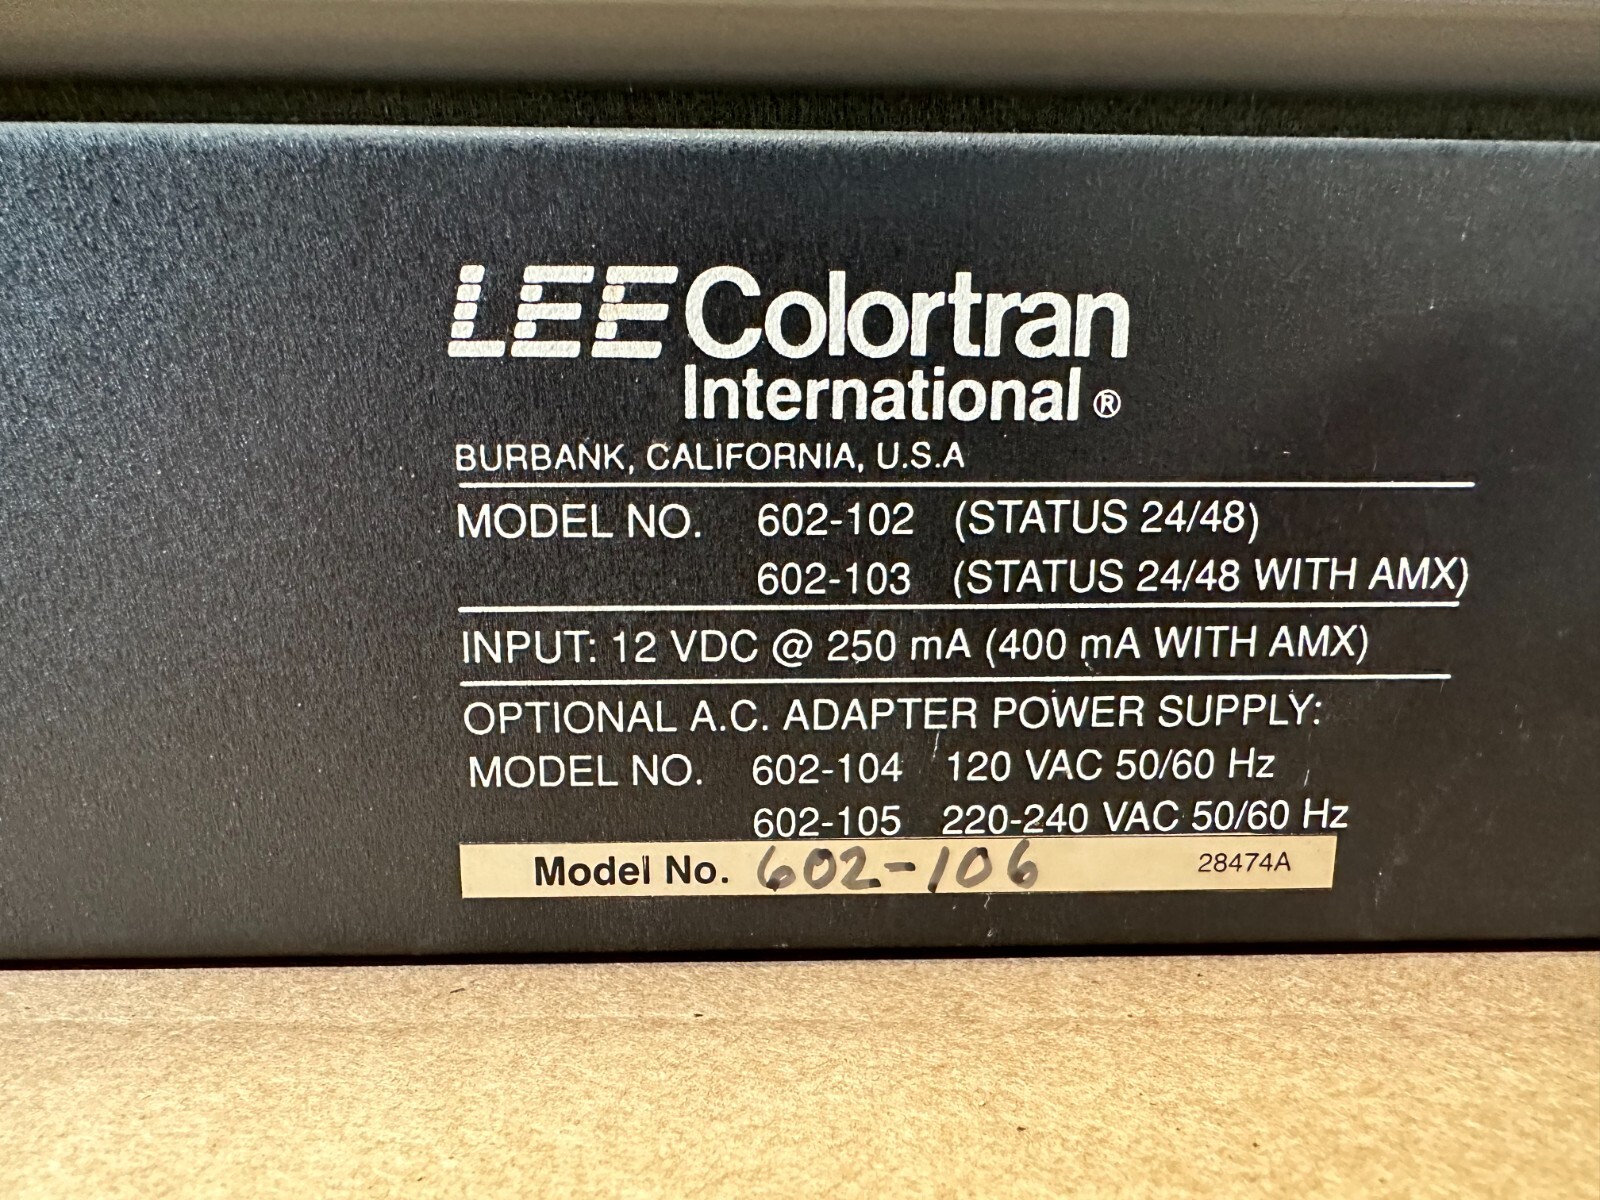 LEE Colortran
International ®
BURBANK, CALIFORNIA, U.S.A
MODEL NO. 602-102 (STATUS 24/48)
602-103 (STATUS 24/48 WITH AMX)
INPUT: 12 VDC @ 250 mA (400 mA WITH AMX)
OPTIONAL A.C. ADAPTER POWER SUPPLY:
MODEL NO. 602-104 120 VAC 50/60 Hz
602-105 220-240 VAC 50/60 Hz
Model No. 602-106 28474A